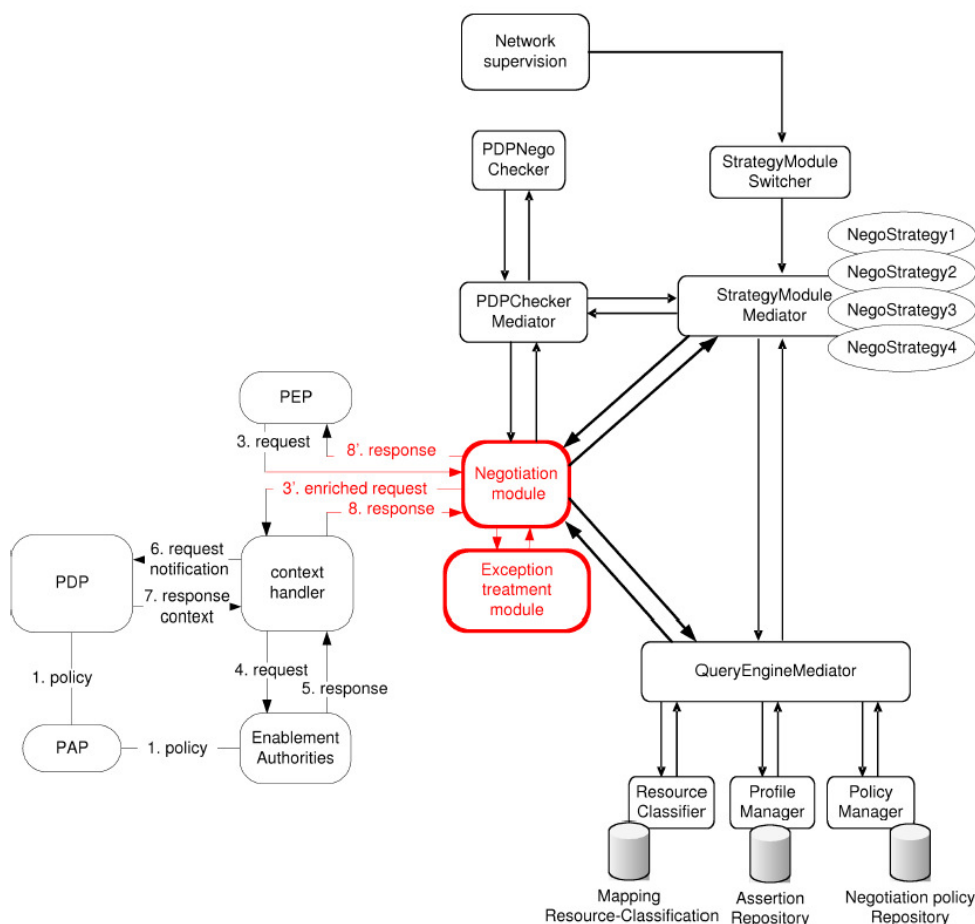 Network
supervision
PDPNego
Checker
StrategyModule
Switcher
NegoStrategy1
NegoStrategy2
NegoStrategy3
NegoStrategy4
PDPChecker
Mediator
StrategyModule
Mediator
PEP
3. request
8'. response
3'. enriched request
8. response
Negotiation
module
Exception
treatment
module
PDP
6. request
notification
7. response
context
context
handler
1. policy
4. request
5. response
PAP
1. policy
Enablement
Authorities
QueryEngineMediator
Resource
Classifier
Profile
Manager
Policy
Manager
Mapping
Resource-Classification
Assertion
Repository
Negotiation policy
Repository